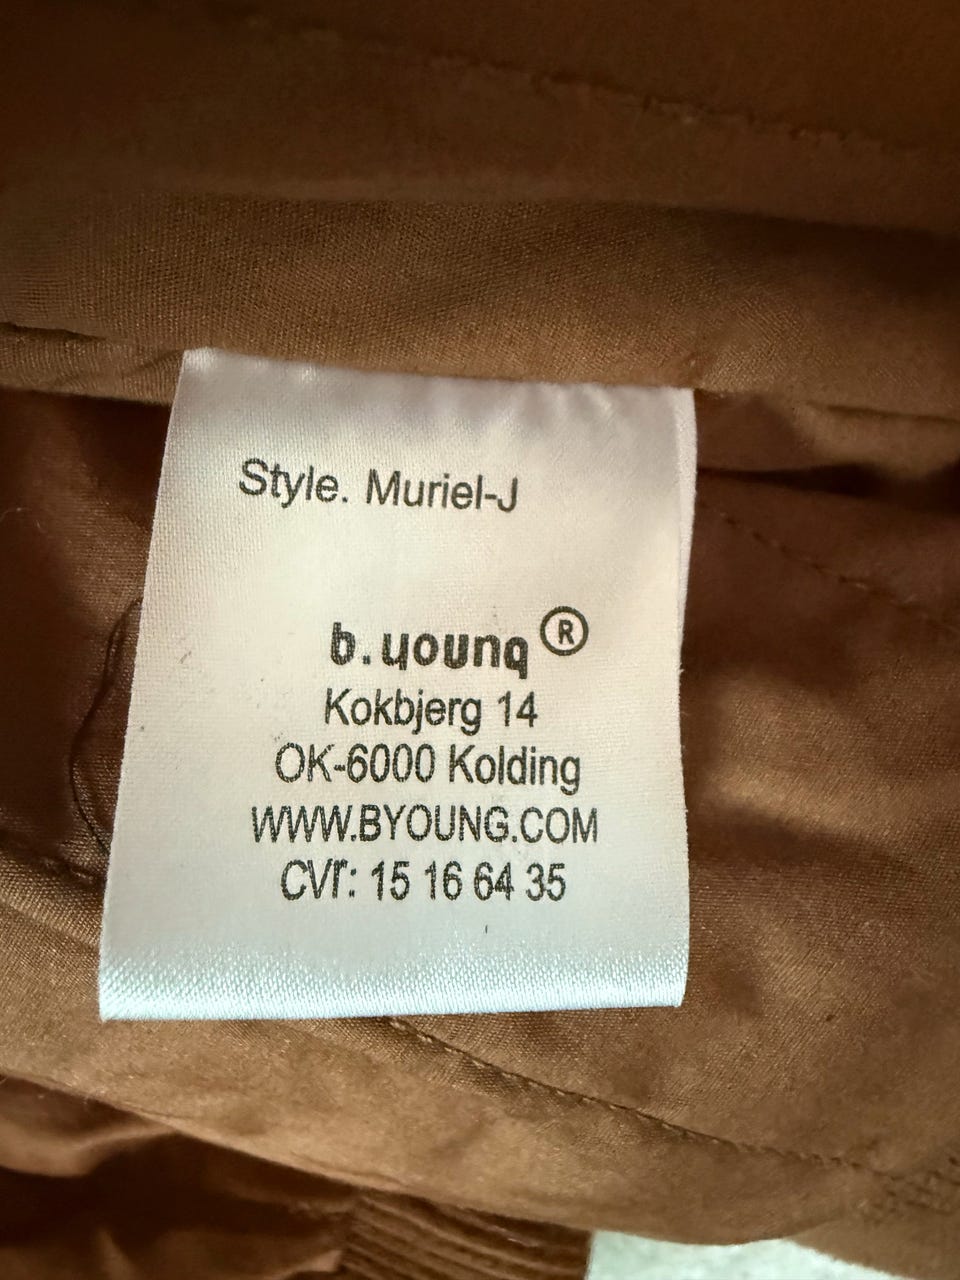 Style. Muriel-J
b.young®
Kokbjerg 14
OK-6000 Kolding
WWW.BYOUNG.COM
CVr: 15 16 64 35